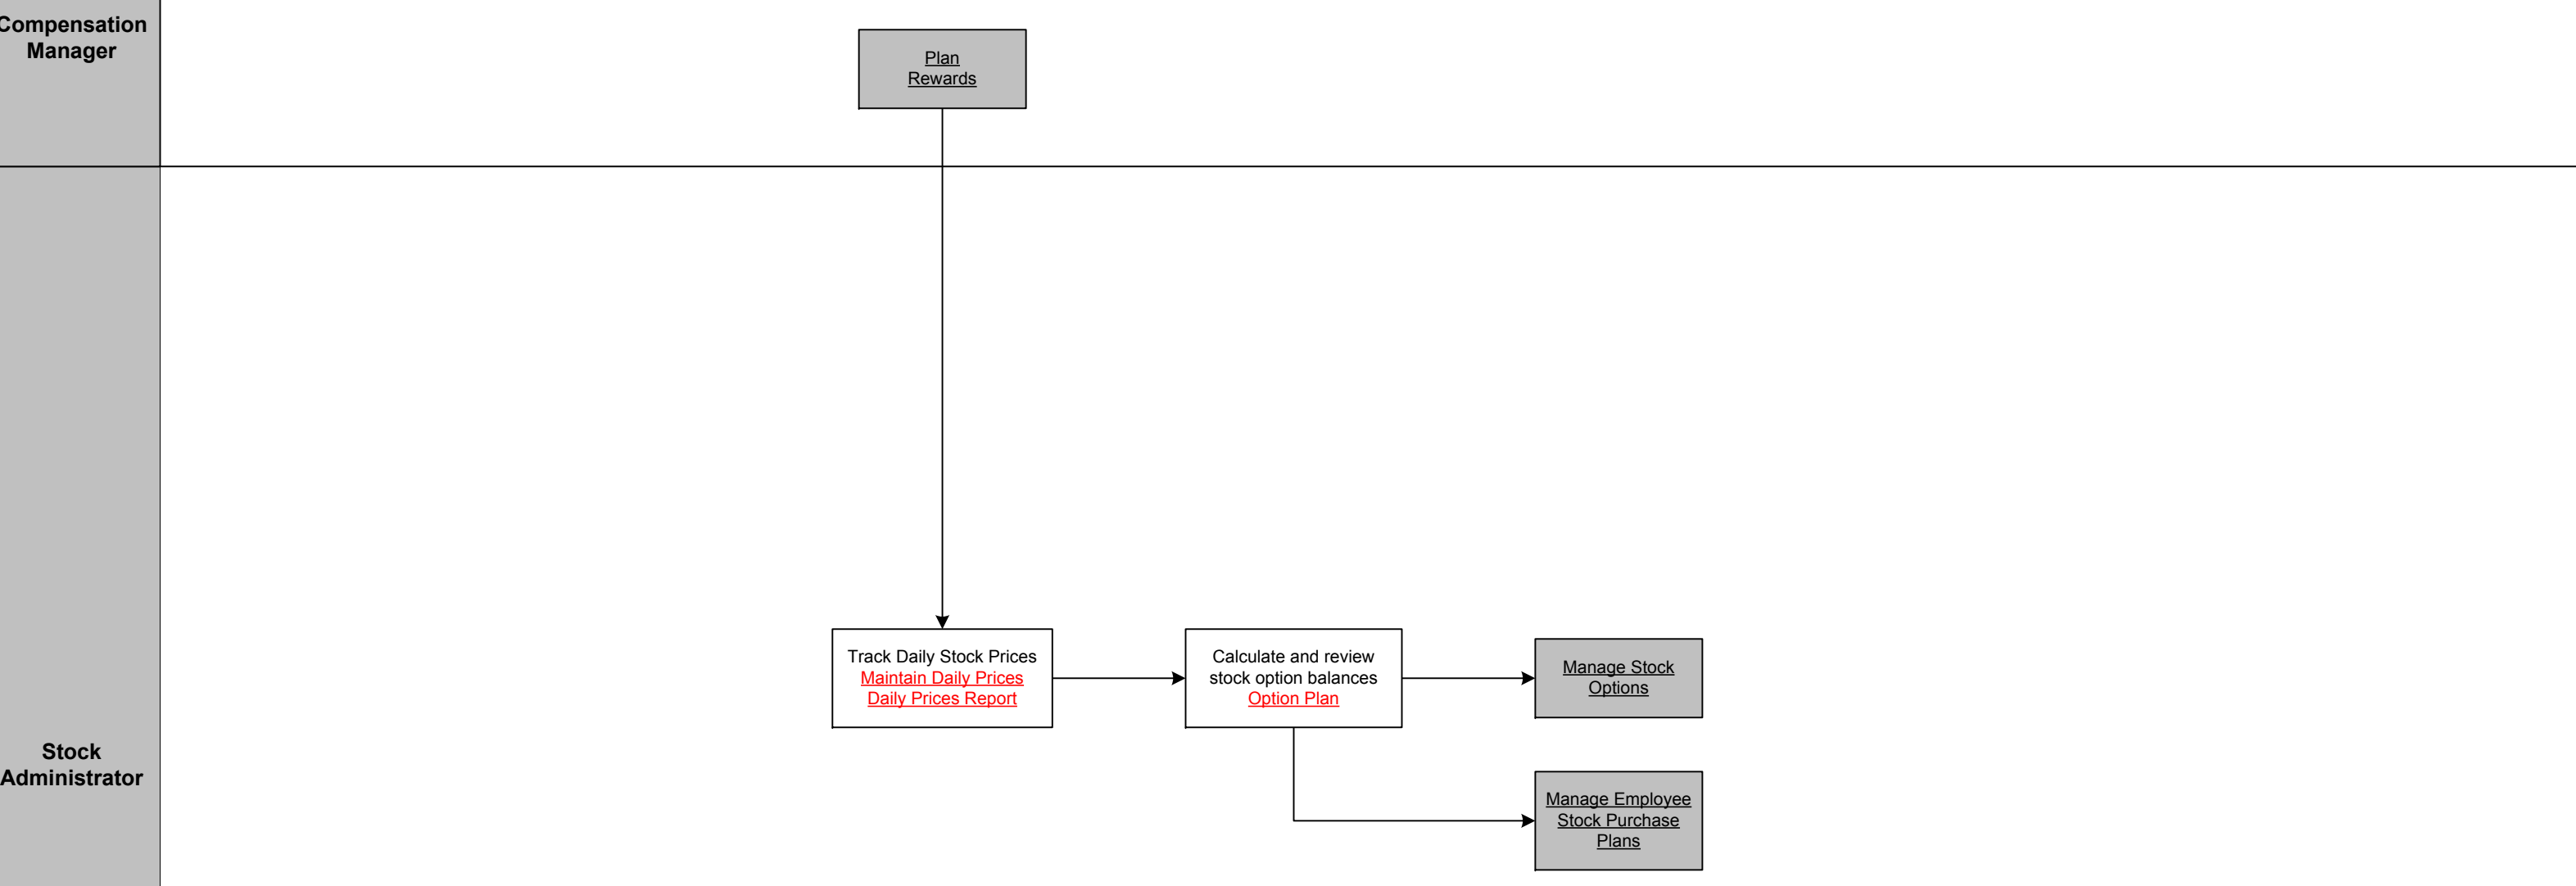 Compensation
Manager
Plan
Rewards
Track Daily Stock Prices
Maintain Daily Prices
Daily Prices Report
Calculate and review
stock option balances
Option Plan
Manage Stock
Options
Stock
Administrator
Manage Employee
Stock Purchase
Plans